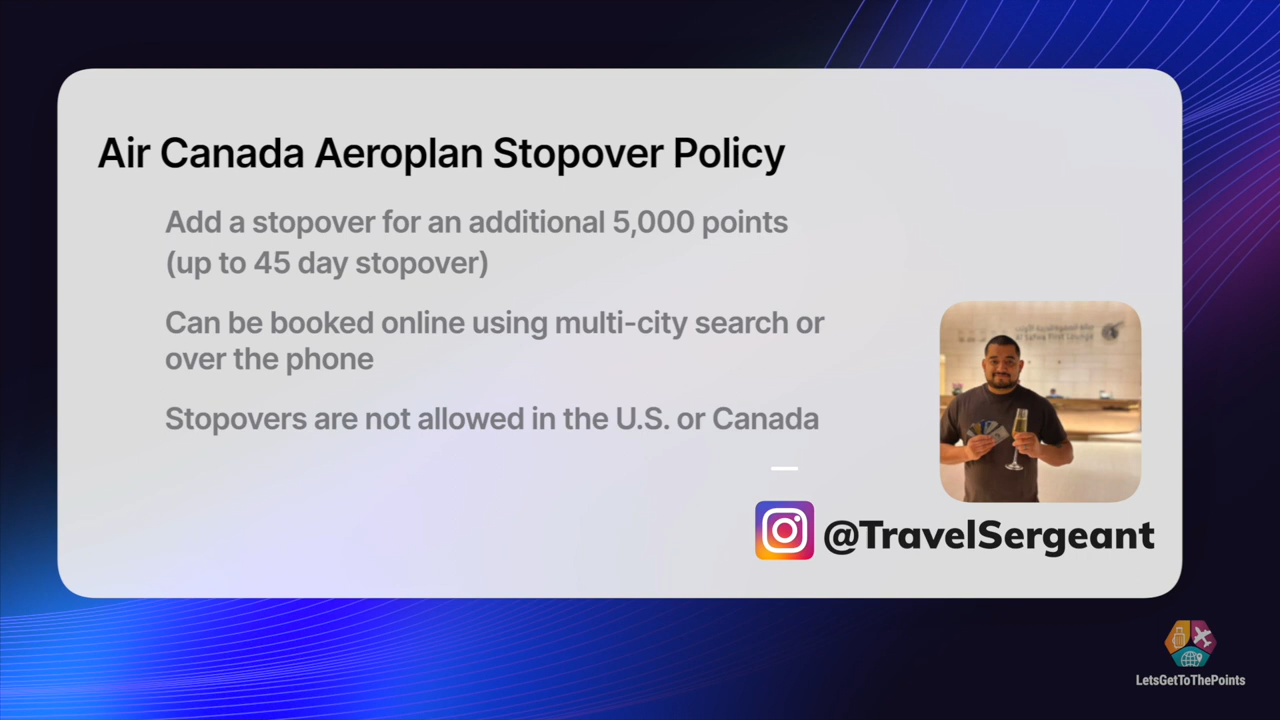 Air Canada Aeroplan Stopover Policy
Add a stopover for an additional 5,000 points
(up to 45 day stopover)
Can be booked online using multi-city search or
over the phone
Stopovers are not allowed in the U.S. or Canada
@TravelSergeant
LetsGetToThePoints